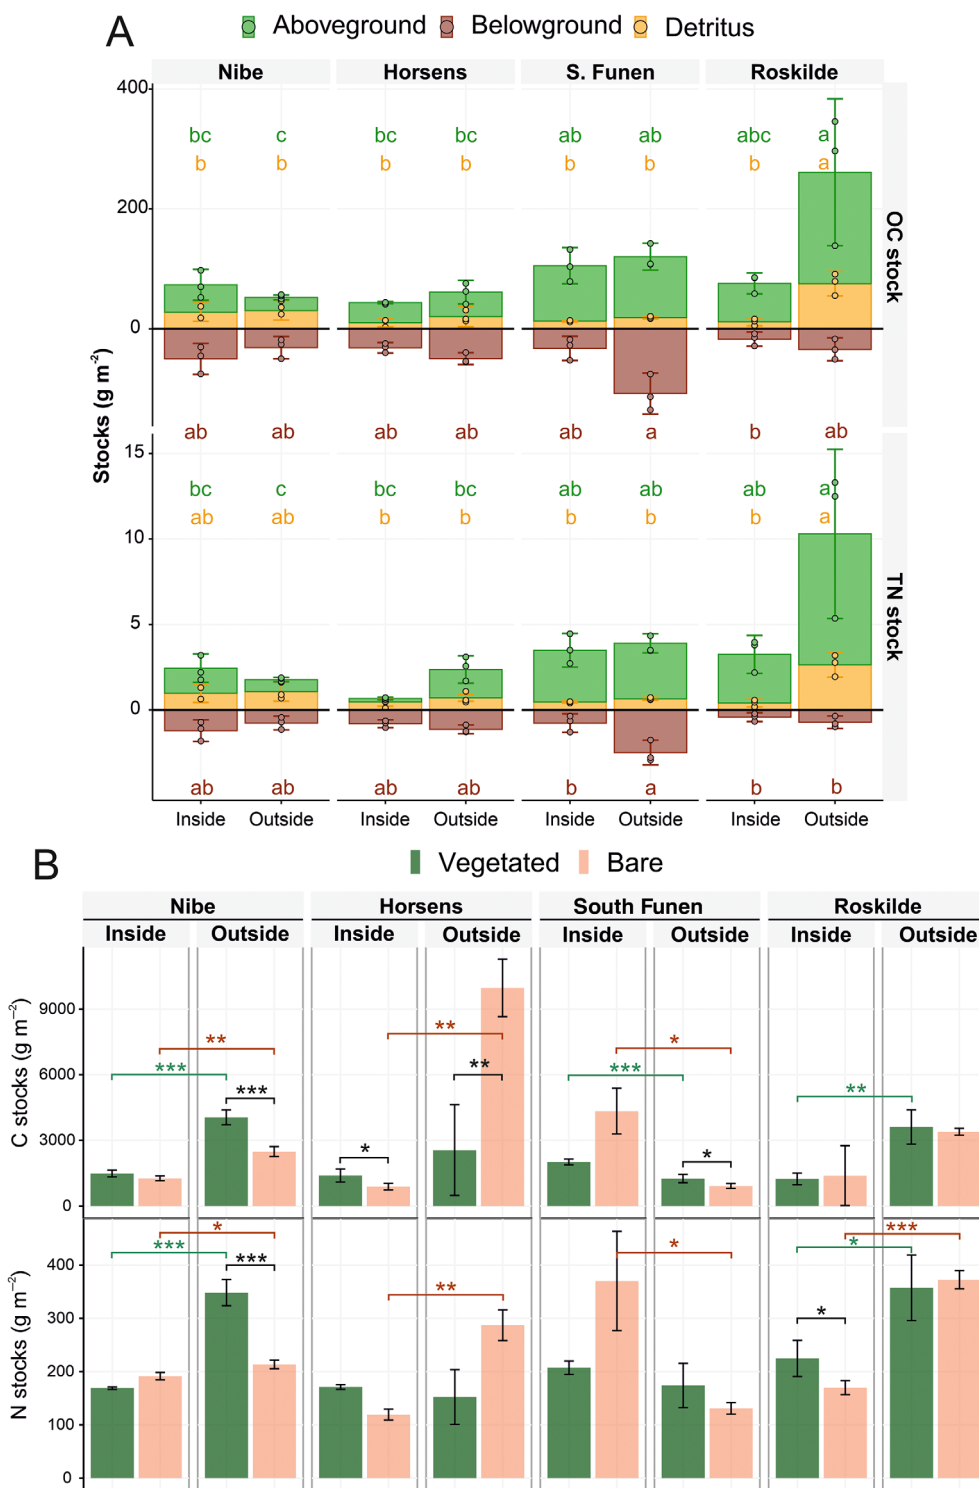 A
Aboveground Belowground Detritus
Nibe Horsens S. Funen Roskilde
400
bc c bc bc ab ab abc a
b b b b b b b a
200
0
OC stock
Stocks (g m-2)
ab ab ab ab ab a b ab
15
bc c bc bc ab ab ab a
ab ab b b b b b a
10
TN stock
5
0
ab ab ab ab b a b b
Inside Outside Inside Outside Inside Outside Inside Outside
B
Vegetated Bare
Nibe Horsens South Funen Roskilde
Inside Outside Inside Outside Inside Outside Inside Outside
C stocks (g m−2)
9000
** ** *
6000
*** ** *** **
***
3000
* *
0
N stocks (g m−2)
* * ***
*** *** *
400
**
300
*
200
100
0